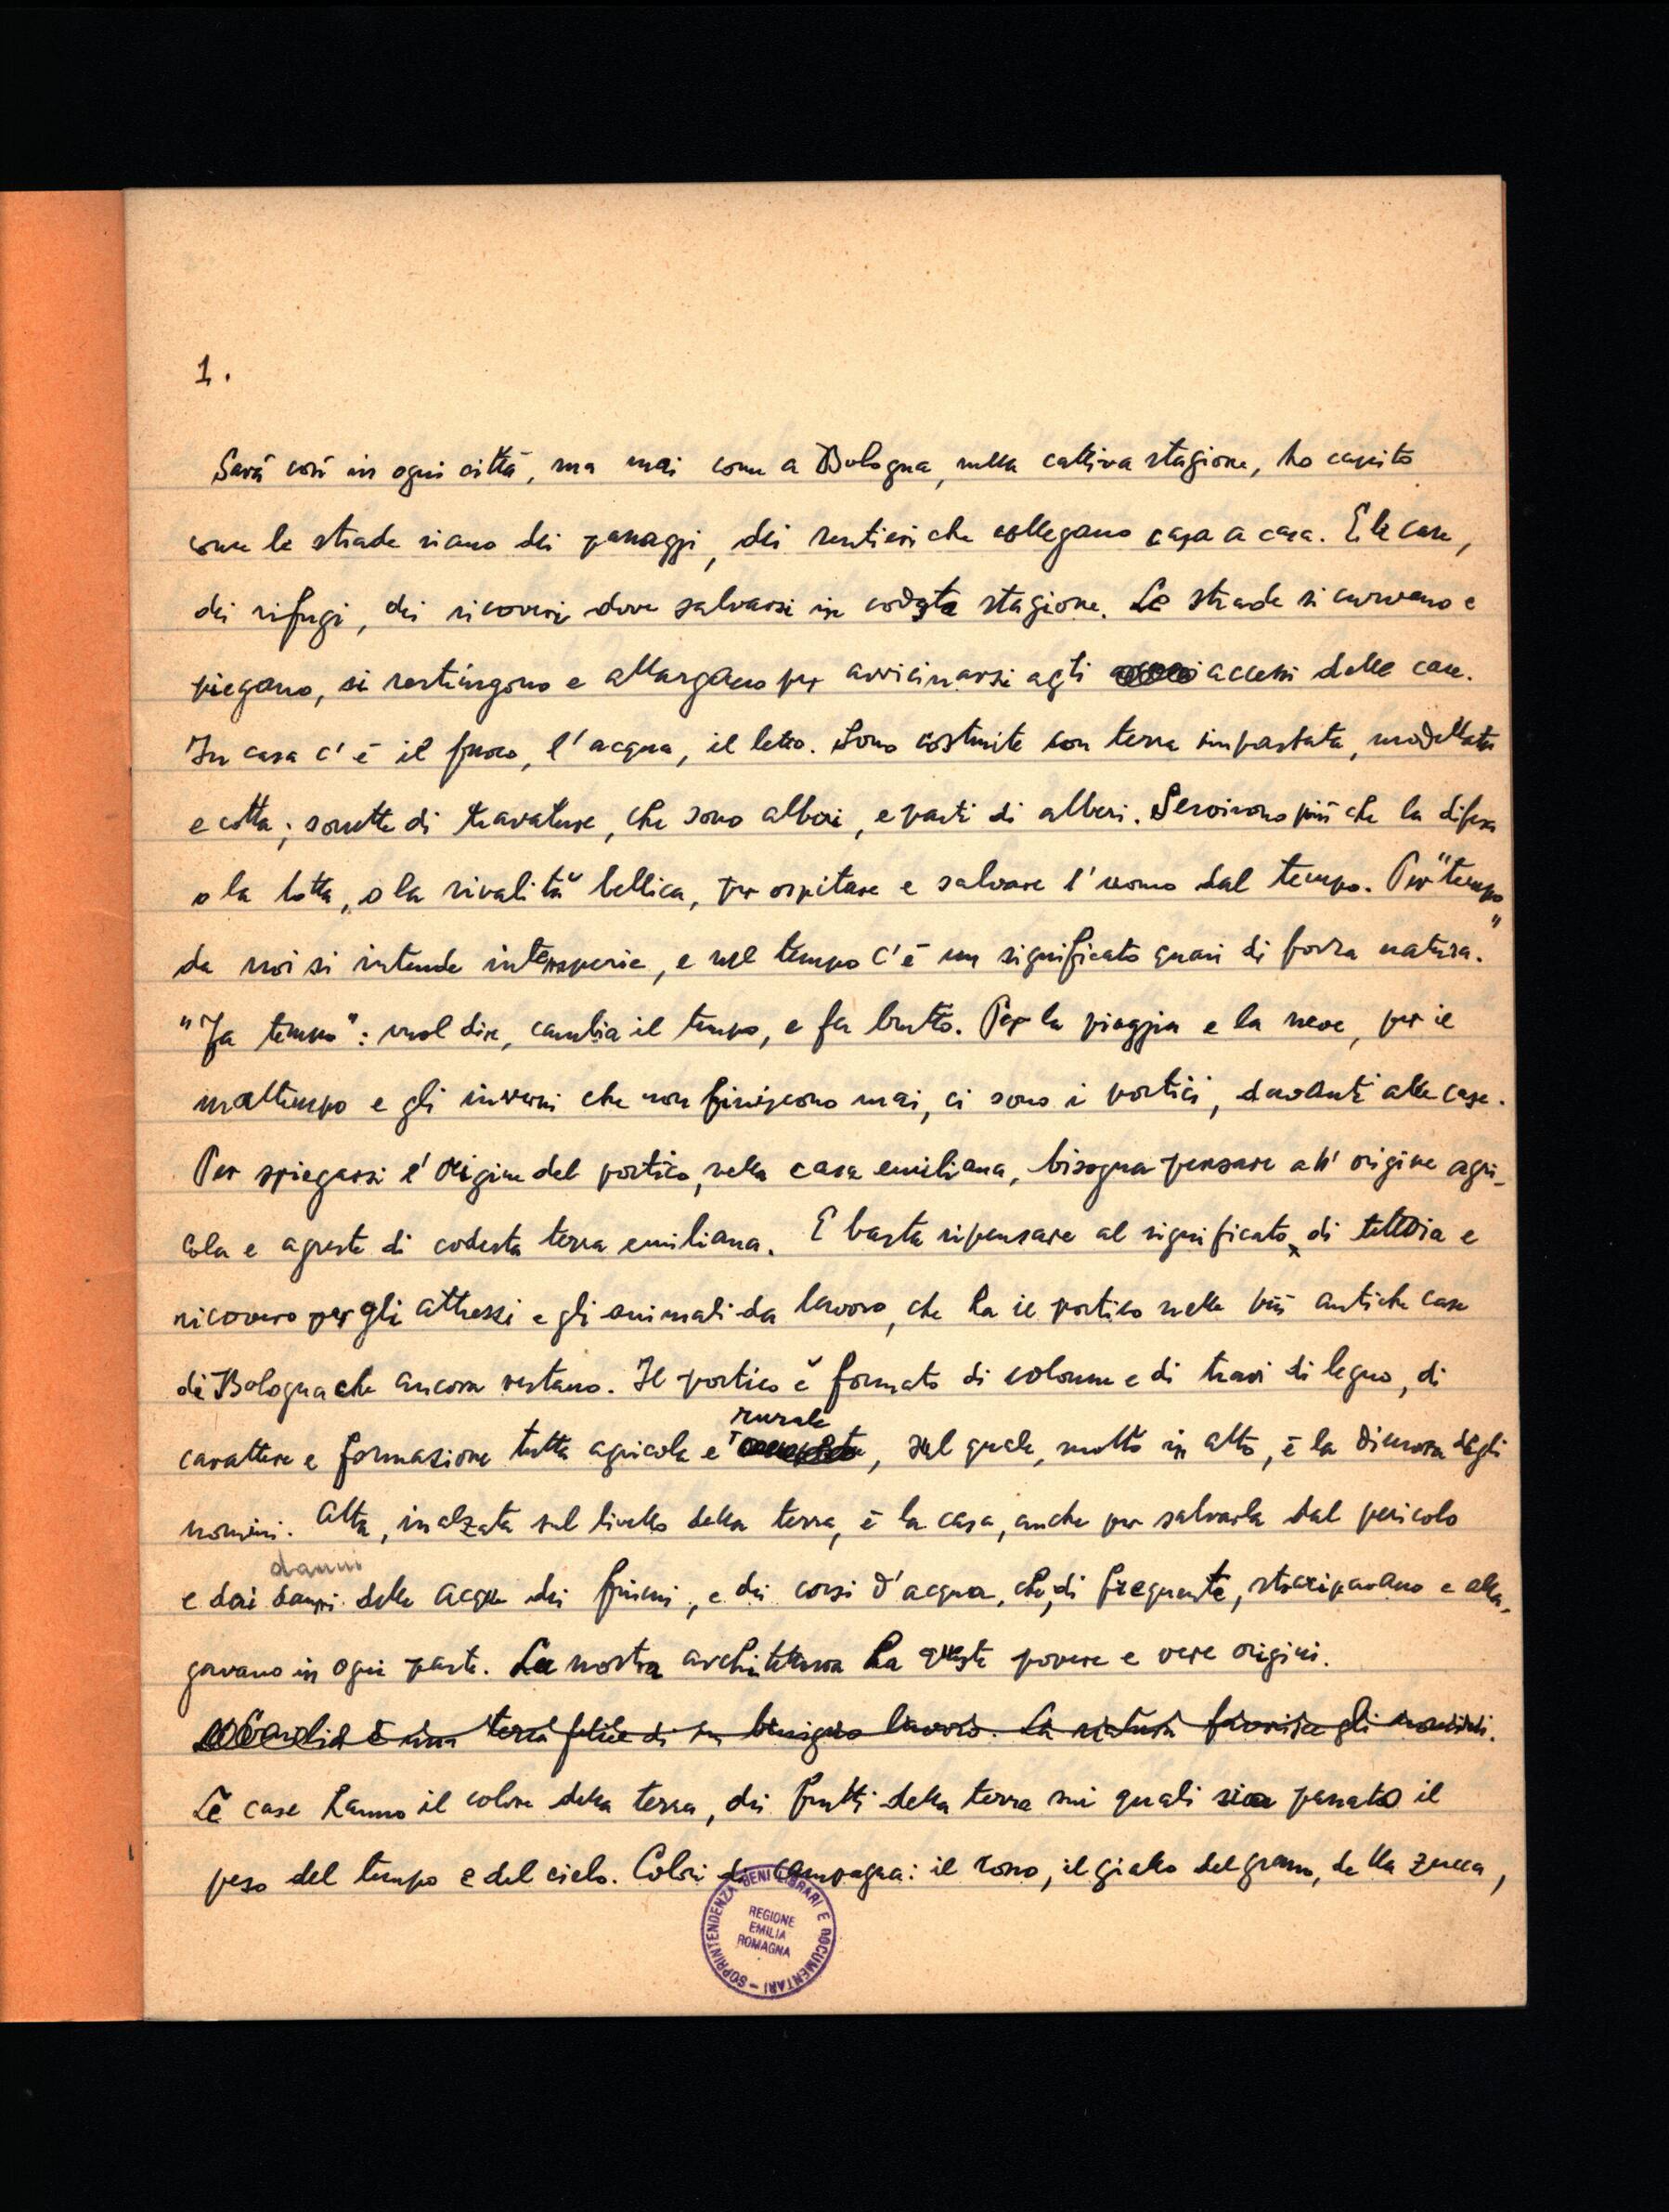 1.
Sarà così in ogni città, ma mai come a Bologna, nella cattiva stagione, ho capito
come le strade siano dei passaggi, dei sentieri che collegano casa a casa. E le case,
dei rifugi, dei ricoveri dove salvarsi in codesta stagione. Le strade si curvano e
piegano, si restringono e allargano per avvicinarsi agli accessi delle case.
In casa c'è il fuoco, l'acqua, il letto. Sono costruite con terra impastata, modellata
e cotta; sorrette di travature, che sono alberi, e parti di alberi. Servirono più che la difesa
o la lotta, o la rivalità bellica, per ospitare e salvare l'uomo dal tempo. Per "tempo"
da noi si intende intemperie, e nel tempo c'è un significato quasi di forza natura.
"Fa tempo": vuol dire, cambia il tempo, e fa brutto. Per la pioggia e la neve, per il
maltempo e gli inverni che non finiscono mai, ci sono i portici, davanti alle case.
Per spiegarsi l'origine del portico, nella casa emiliana, bisogna pensare all'origine agri-
cola e agreste di codesta terra emiliana. E basta ripensare al significato di tettoia e
ricovero per gli attrezzi e gli animali da lavoro, che ha il portico nelle più antiche case
di Bologna che ancora restano. Il portico è formato di colonne e di travi di legno, di
rurale
carattere e formazione tutta agricola e , sul quale, molto in alto, è la dimora degli
uomini. Alta, inalzata sul livello della terra, è la casa, anche per salvarla dal pericolo
danni
e dai danni delle acque dei fiumi, e dei corsi d'acqua, che, di frequente, straripavano e alla-
gavano in ogni parte. La nostra architettura ha queste povere e vere origini.
L'Emilia è una terra felice di un benigno lavoro. La natura favorisce gli uomini.
Le case hanno il colore della terra, dei frutti della terra sui quali sia passato il
peso del tempo e del cielo. Colori di campagna: il rosso, il giallo del grano, della zucca,
SOPRINTENDENZA BENI LIBRARI E DOCUMENTARI -
REGIONE
EMILIA
ROMAGNA